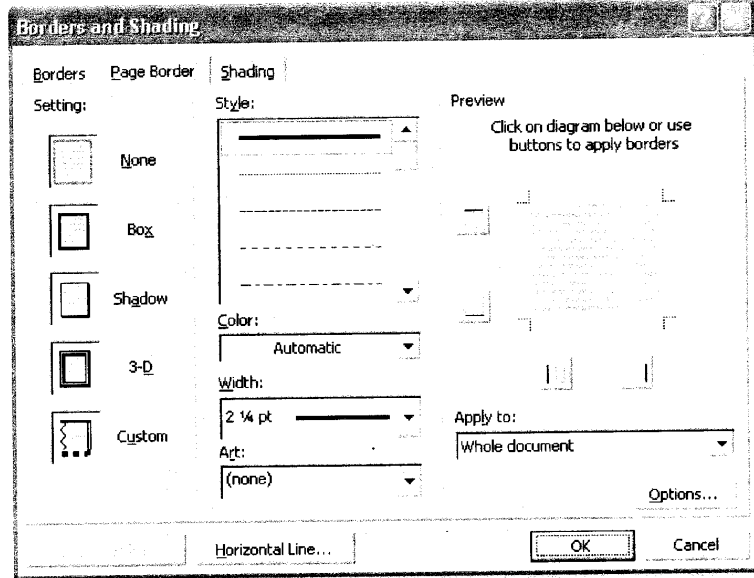 Borders and Shading
Borders Page Border Shading
Setting:
None
Box
Shadow
3-D
Custom
Style:
Color:
Automatic
Width:
2 ¼ pt
Art:
(none)
Preview
Click on diagram below or use
buttons to apply borders
Apply to:
Whole document
Options...
Horizontal Line...
OK
Cancel